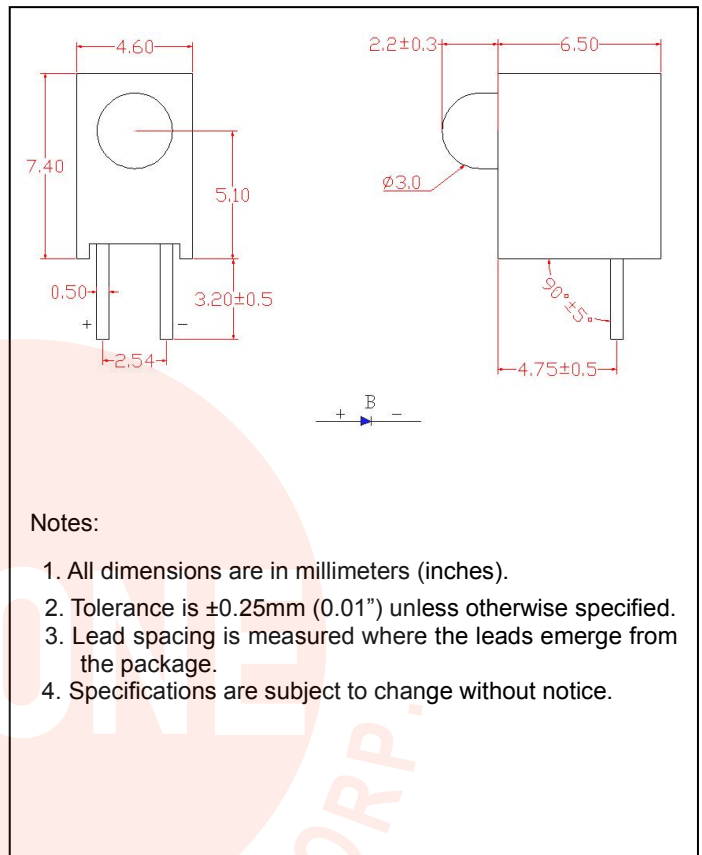 4.60
2.2±0.3
6.50
7.40
5.10
Ø3.0
0.50
3.20±0.5
90°±5°
+
−
2.54
4.75±0.5
B
+
−
Notes:
1. All dimensions are in millimeters (inches).
2. Tolerance is ±0.25mm (0.01”) unless otherwise specified.
3. Lead spacing is measured where the leads emerge from
the package.
4. Specifications are subject to change without notice.
ONE
ORP.